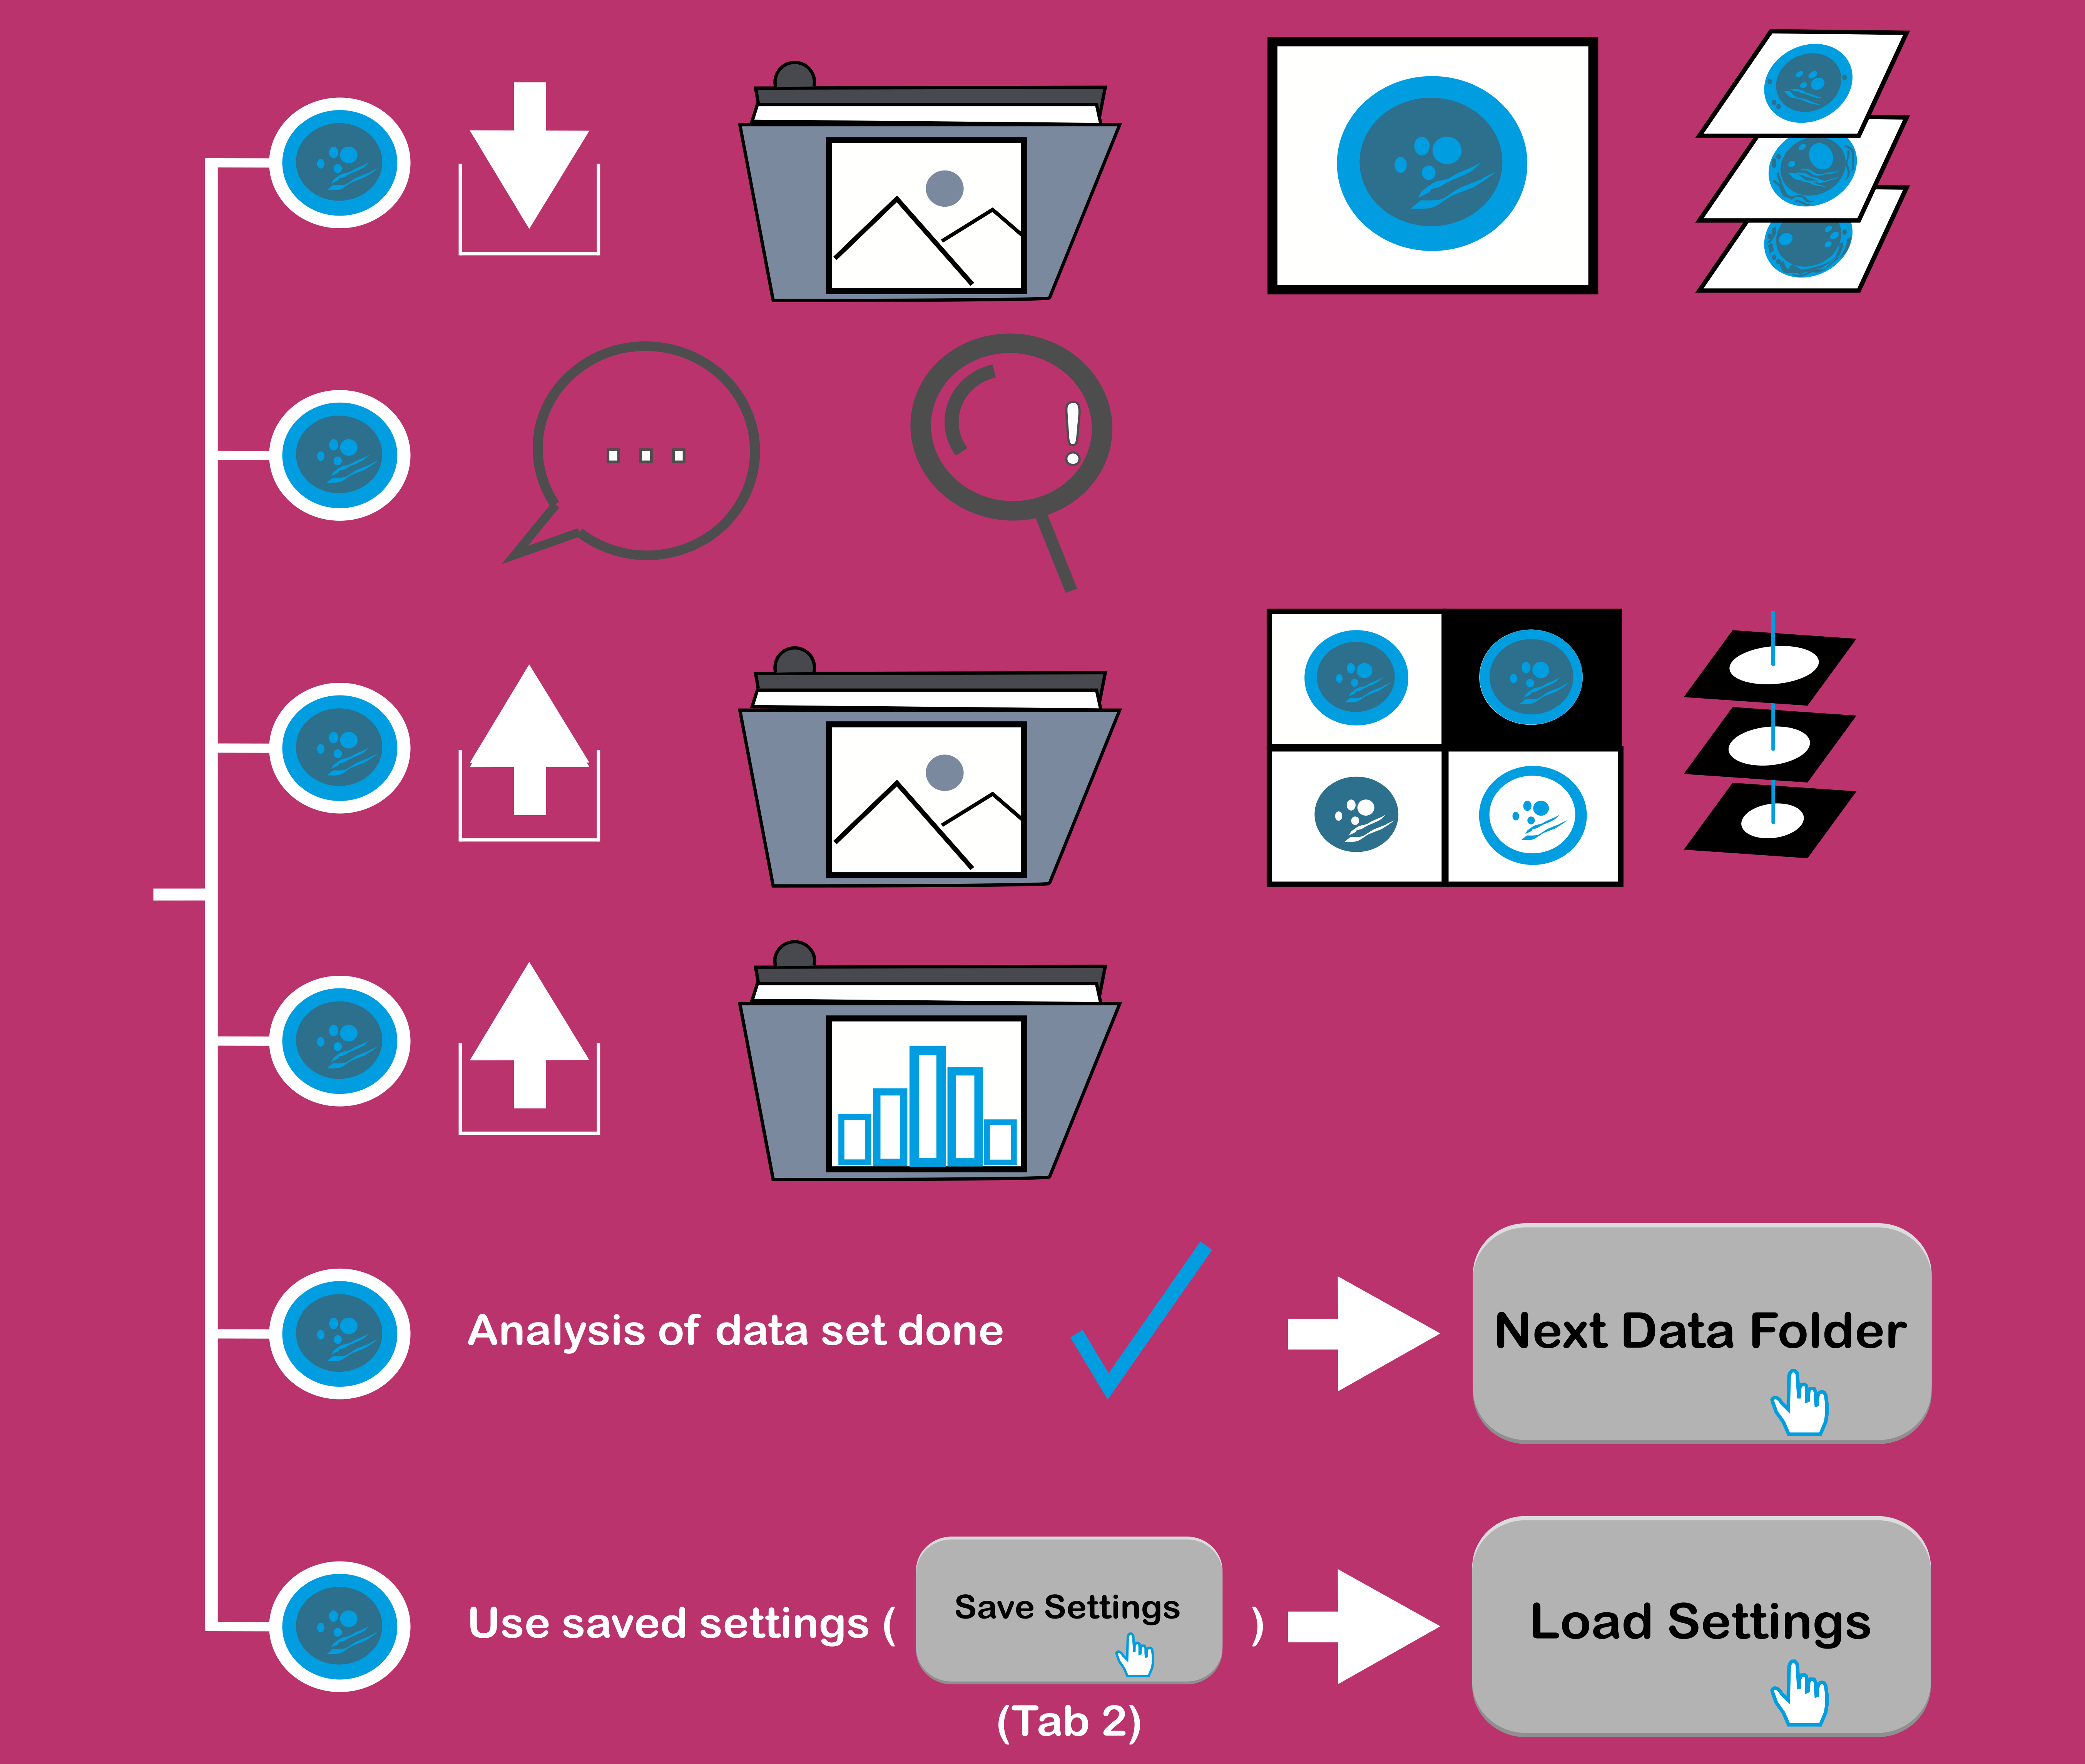 ...
!
Analysis of data set done
Next Data Folder
Use saved settings ( Save Settings )
Load Settings
(Tab 2)